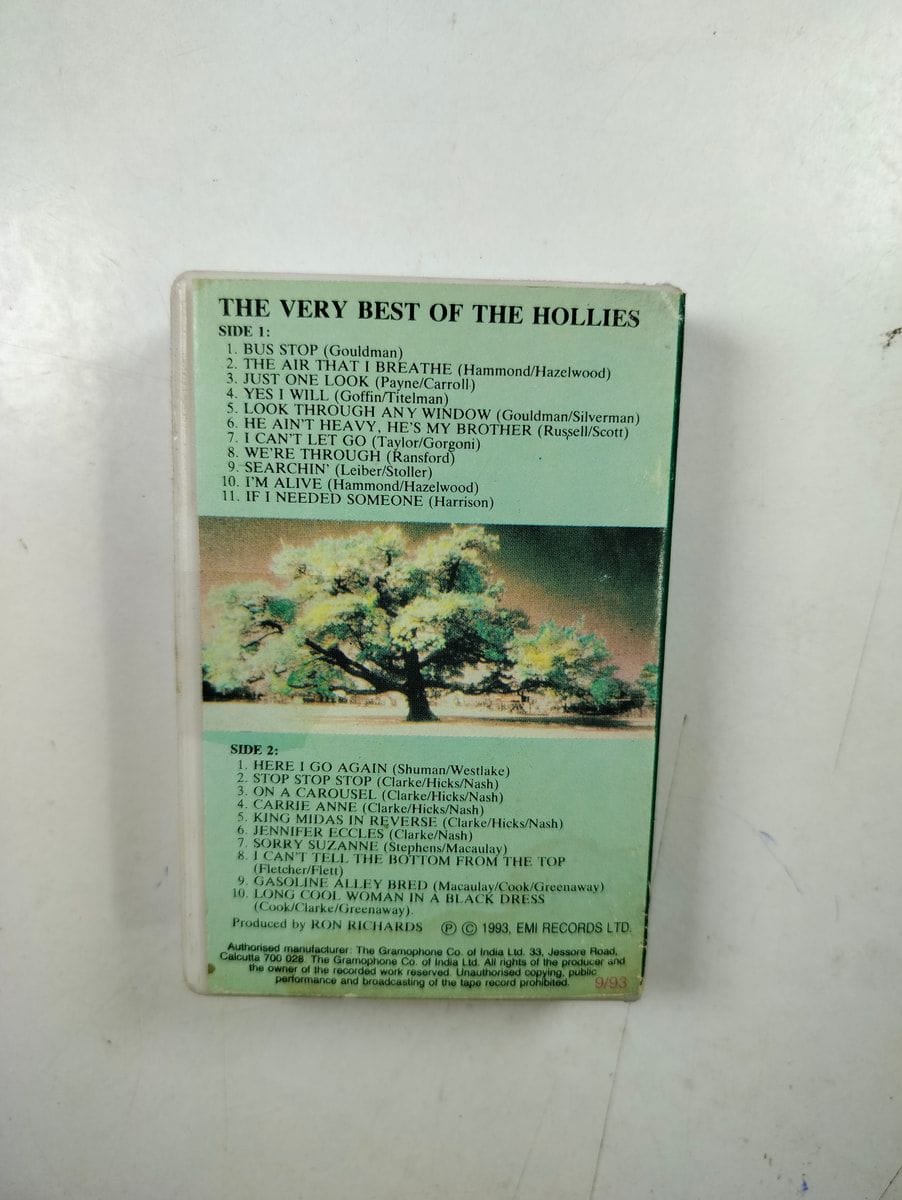 THE VERY BEST OF THE HOLLIES
SIDE 1:
1. BUS STOP (Gouldman)
2. THE AIR THAT I BREATHE (Hammond/Hazelwood)
3. JUST ONE LOOK (Payne/Carroll)
4. YES I WILL (Goffin/Titelman)
5. LOOK THROUGH ANY WINDOW (Gouldman/Silverman)
6. HE AIN'T HEAVY, HE'S MY BROTHER (Russell/Scott)
7. I CAN'T LET GO (Taylor/Gorgoni)
8. WE'RE THROUGH (Ransford)
9. SEARCHIN' (Leiber/Stoller)
10. I'M ALIVE (Hammond/Hazelwood)
11. IF I NEEDED SOMEONE (Harrison)
SIDE 2:
1. HERE I GO AGAIN (Shuman/Westlake)
2. STOP STOP STOP (Clarke/Hicks/Nash)
3. ON A CAROUSEL (Clarke/Hicks/Nash)
4. CARRIE ANNE (Clarke/Hicks/Nash)
5. KING MIDAS IN REVERSE (Clarke/Hicks/Nash)
6. JENNIFER ECCLES (Clarke/Nash)
7. SORRY SUZANNE (Stephens/Macaulay)
8. I CAN'T TELL THE BOTTOM FROM THE TOP
(Fletcher/Flett)
9. GASOLINE ALLEY BRED (Macaulay/Cook/Greenaway)
10. LONG COOL WOMAN IN A BLACK DRESS
(Cook/Clarke/Greenaway).
Produced by RON RICHARDS ℗ © 1993, EMI RECORDS LTD.
Authorised manufacturer: The Gramophone Co. of India Ltd. 33, Jessore Road,
Calcutta 700 028. The Gramophone Co. of India Ltd. All rights of the producer and
the owner of the recorded work reserved. Unauthorised copying, public
performance and broadcasting of the tape record prohibited.
9/93